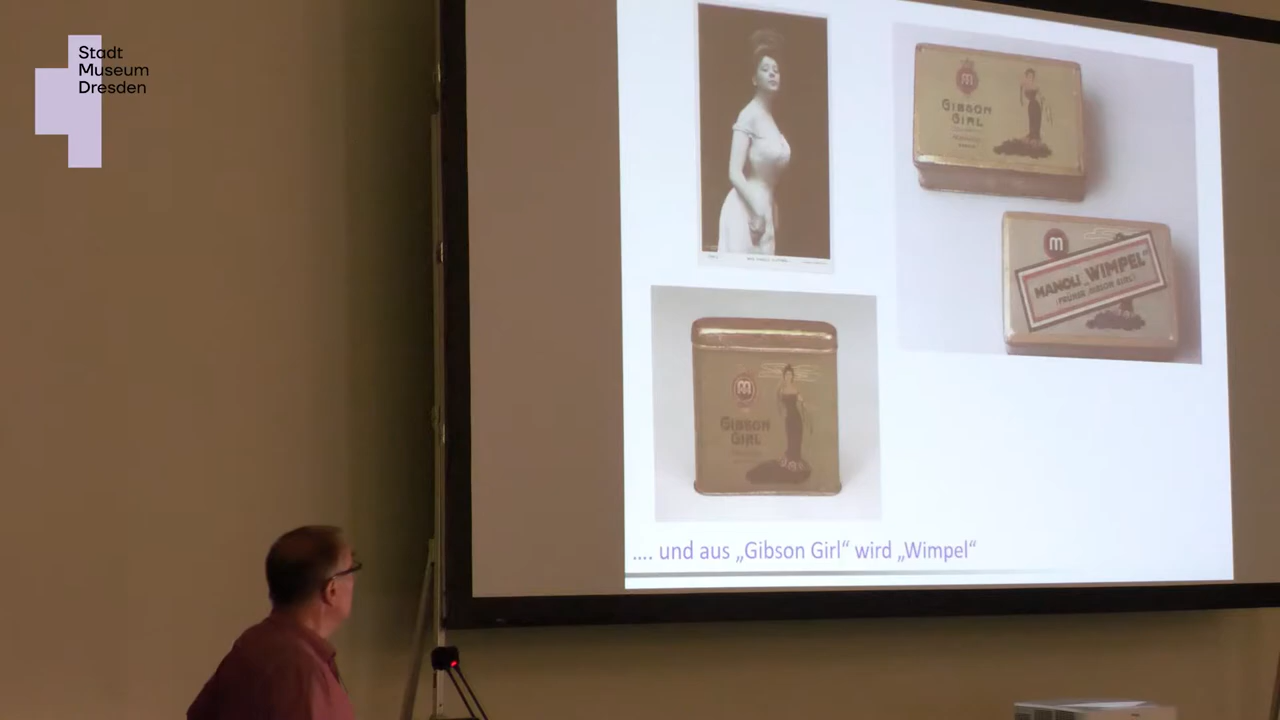 Stadt
Museum
Dresden
m
GIBSON
GIRL
m
MANOLI „WIMPEL“
(FRÜHER GIBSON GIRL)
m
GIBSON
GIRL
.... und aus „Gibson Girl“ wird „Wimpel“